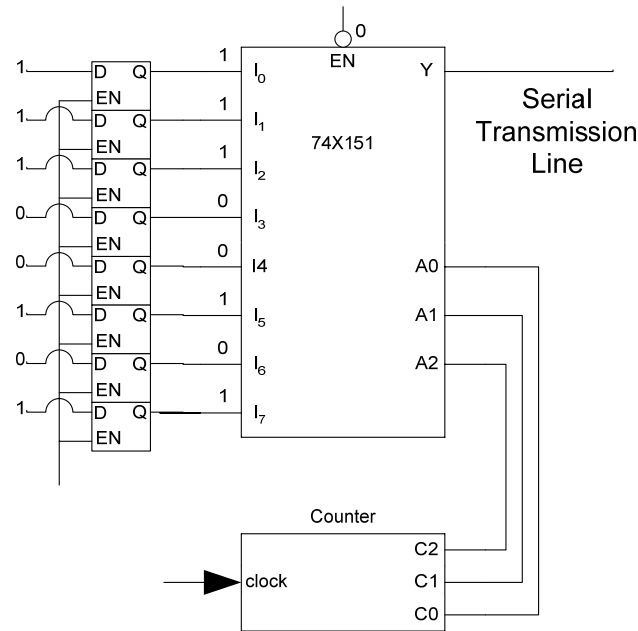 0
EN
1 D Q 1 I0 Y
EN
1 D Q 1 I1
EN
1 D Q 1 I2
EN
0 D Q 0 I3
EN
0 D Q 0 I4 A0
EN
1 D Q 1 I5 A1
EN
0 D Q 0 I6 A2
EN
1 D Q 1 I7
EN
74X151
Serial
Transmission
Line
Counter
clock
C2
C1
C0